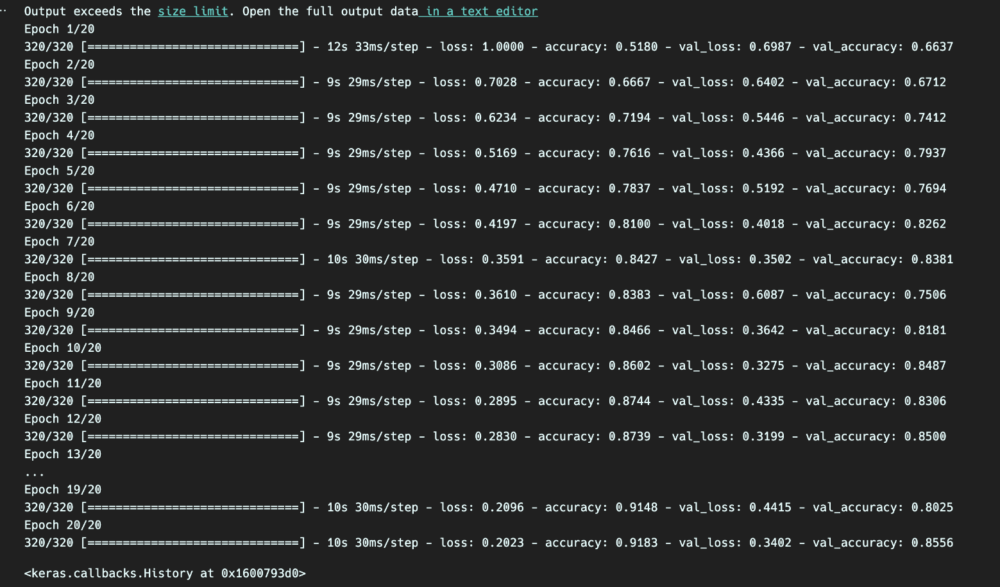 Output exceeds the size limit. Open the full output data in a text editor
Epoch 1/20
320/320 [==============================] - 12s 33ms/step - loss: 1.0000 - accuracy: 0.5180 - val_loss: 0.6987 - val_accuracy: 0.6637
Epoch 2/20
320/320 [==============================] - 9s 29ms/step - loss: 0.7028 - accuracy: 0.6667 - val_loss: 0.6402 - val_accuracy: 0.6712
Epoch 3/20
320/320 [==============================] - 9s 29ms/step - loss: 0.6234 - accuracy: 0.7194 - val_loss: 0.5446 - val_accuracy: 0.7412
Epoch 4/20
320/320 [==============================] - 9s 29ms/step - loss: 0.5169 - accuracy: 0.7616 - val_loss: 0.4366 - val_accuracy: 0.7937
Epoch 5/20
320/320 [==============================] - 9s 29ms/step - loss: 0.4710 - accuracy: 0.7837 - val_loss: 0.5192 - val_accuracy: 0.7694
Epoch 6/20
320/320 [==============================] - 9s 29ms/step - loss: 0.4197 - accuracy: 0.8100 - val_loss: 0.4018 - val_accuracy: 0.8262
Epoch 7/20
320/320 [==============================] - 10s 30ms/step - loss: 0.3591 - accuracy: 0.8427 - val_loss: 0.3502 - val_accuracy: 0.8381
Epoch 8/20
320/320 [==============================] - 9s 29ms/step - loss: 0.3610 - accuracy: 0.8383 - val_loss: 0.6087 - val_accuracy: 0.7506
Epoch 9/20
320/320 [==============================] - 9s 29ms/step - loss: 0.3494 - accuracy: 0.8466 - val_loss: 0.3642 - val_accuracy: 0.8181
Epoch 10/20
320/320 [==============================] - 9s 29ms/step - loss: 0.3086 - accuracy: 0.8602 - val_loss: 0.3275 - val_accuracy: 0.8487
Epoch 11/20
320/320 [==============================] - 9s 29ms/step - loss: 0.2895 - accuracy: 0.8744 - val_loss: 0.4335 - val_accuracy: 0.8306
Epoch 12/20
320/320 [==============================] - 9s 29ms/step - loss: 0.2830 - accuracy: 0.8739 - val_loss: 0.3199 - val_accuracy: 0.8500
Epoch 13/20
...
Epoch 19/20
320/320 [==============================] - 10s 30ms/step - loss: 0.2096 - accuracy: 0.9148 - val_loss: 0.4415 - val_accuracy: 0.8025
Epoch 20/20
320/320 [==============================] - 10s 30ms/step - loss: 0.2023 - accuracy: 0.9183 - val_loss: 0.3402 - val_accuracy: 0.8556
<keras.callbacks.History at 0x1600793d0>